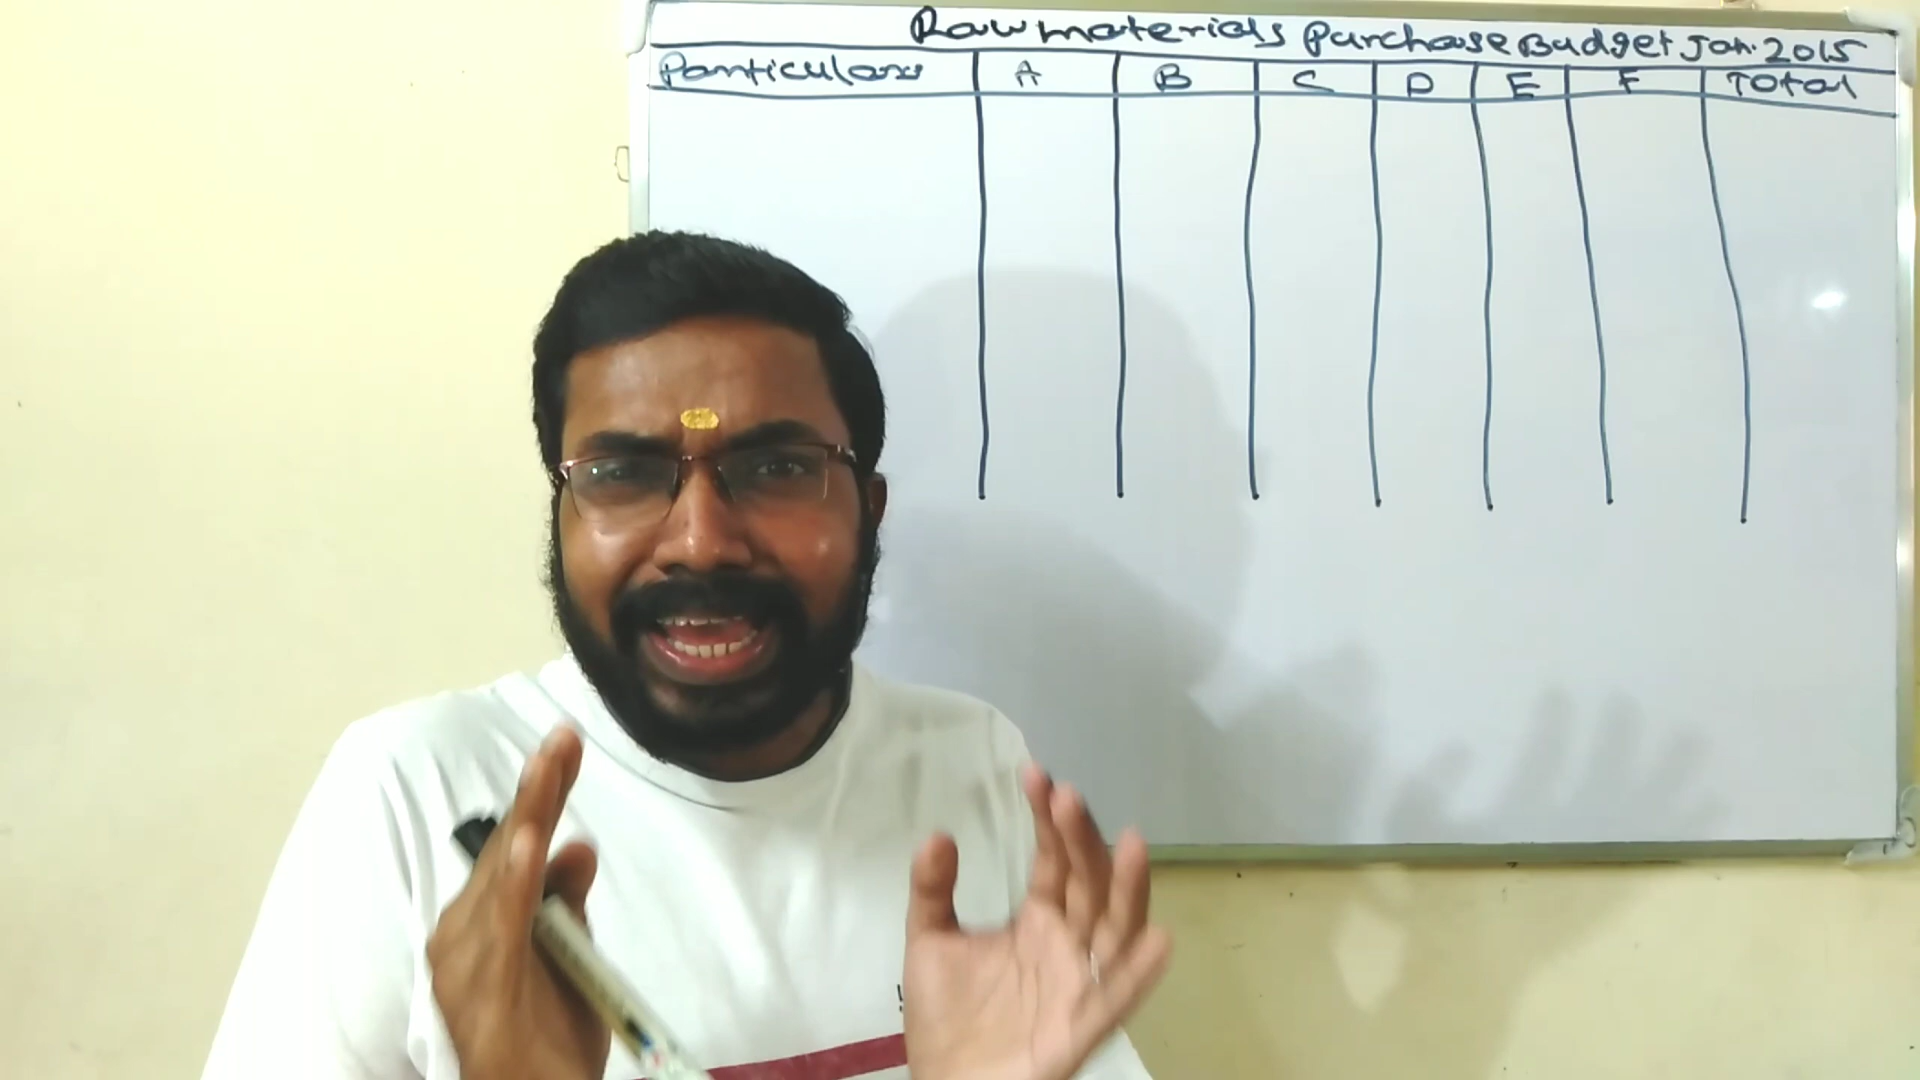 Raw materials Purchase Budget Jan. 2015
Particulars A B C D E F Total